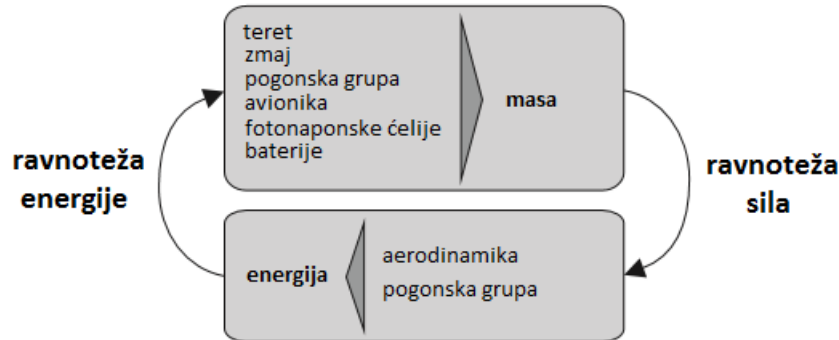 teret
zmaj
pogonska grupa
avionika
fotonaponske ćelije
baterije
masa
ravnoteža
energije
ravnoteža
sila
energija
aerodinamika
pogonska grupa